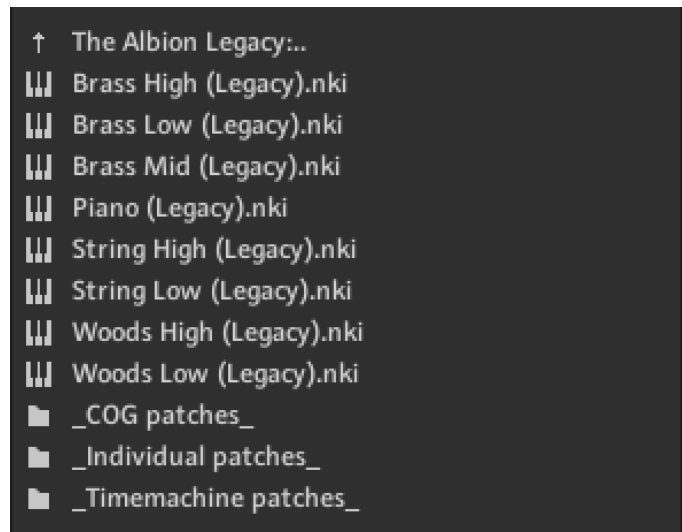 The Albion Legacy:..
Brass High (Legacy).nki
Brass Low (Legacy).nki
Brass Mid (Legacy).nki
Piano (Legacy).nki
String High (Legacy).nki
String Low (Legacy).nki
Woods High (Legacy).nki
Woods Low (Legacy).nki
_COG patches_
_Individual patches_
_Timemachine patches_